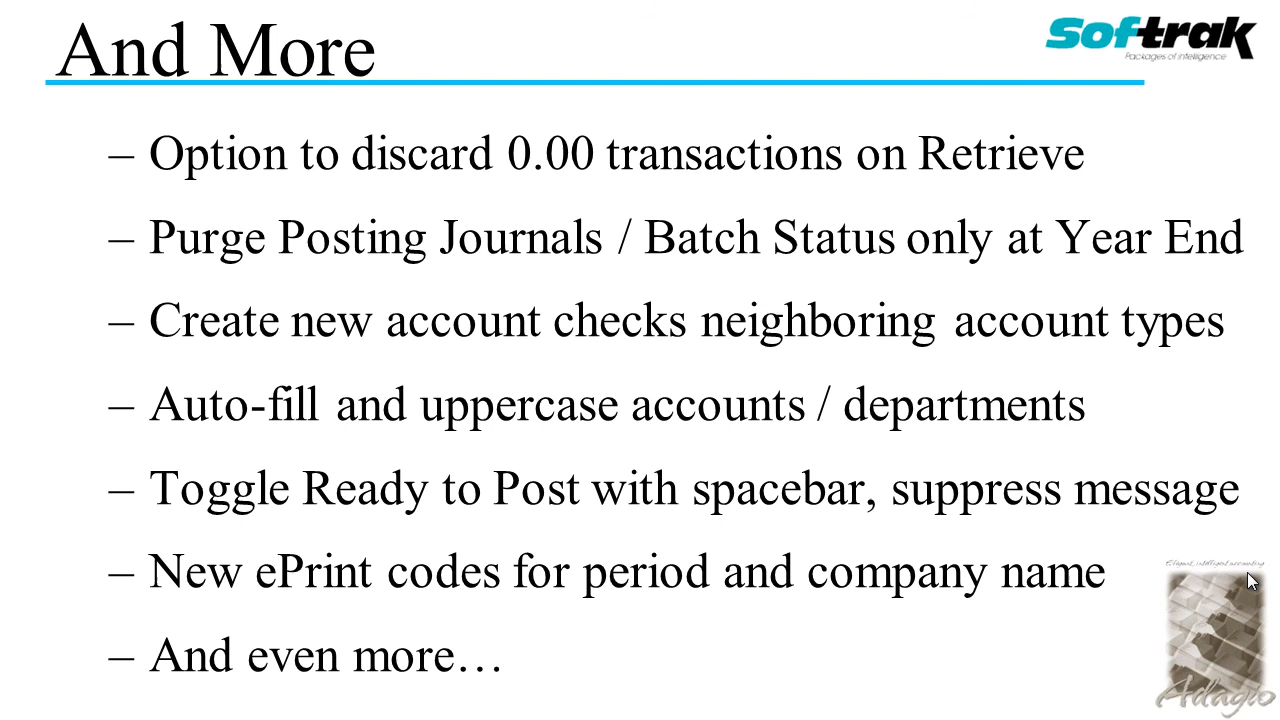 And More
Softrak
Packages of Intelligence
– Option to discard 0.00 transactions on Retrieve
– Purge Posting Journals / Batch Status only at Year End
– Create new account checks neighboring account types
– Auto-fill and uppercase accounts / departments
– Toggle Ready to Post with spacebar, suppress message
– New ePrint codes for period and company name
– And even more…
Adagio